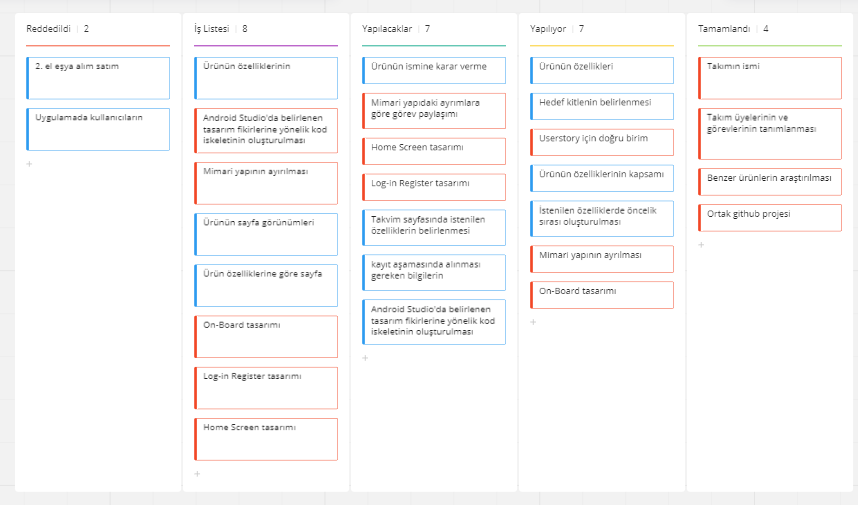 Reddedildi 2
2. el eşya alım satım
Uygulamada kullanıcıların
İş Listesi 8
Ürünün özelliklerinin
Android Studio'da belirlenen
tasarım fikirlerine yönelik kod
iskeletinin oluşturulması
Mimari yapının ayırılması
Ürünün sayfa görünümleri
Ürün özelliklerine göre sayfa
On-Board tasarımı
Log-in Register tasarımı
Home Screen tasarımı
Yapılacaklar 7
Ürünün ismine karar verme
Mimari yapıdaki ayrımlara
göre görev paylaşımı
Home Screen tasarımı
Log-in Register tasarımı
Takvim sayfasında istenilen
özelliklerin belirlenmesi
kayıt aşamasında alınması
gereken bilgilerin
Android Studio'da belirlenen
tasarım fikirlerine yönelik kod
iskeletinin oluşturulması
Yapılıyor 7
Ürünün özellikleri
Hedef kitlenin belirlenmesi
Userstory için doğru birim
Ürünün özelliklerinin kapsamı
İstenilen özelliklerde öncelik
sırası oluşturulması
Mimari yapının ayrılması
On-Board tasarımı
Tamamlandı 4
Takımın ismi
Takım üyelerinin ve
görevlerinin tanımlanması
Benzer ürünlerin araştırılması
Ortak github projesi